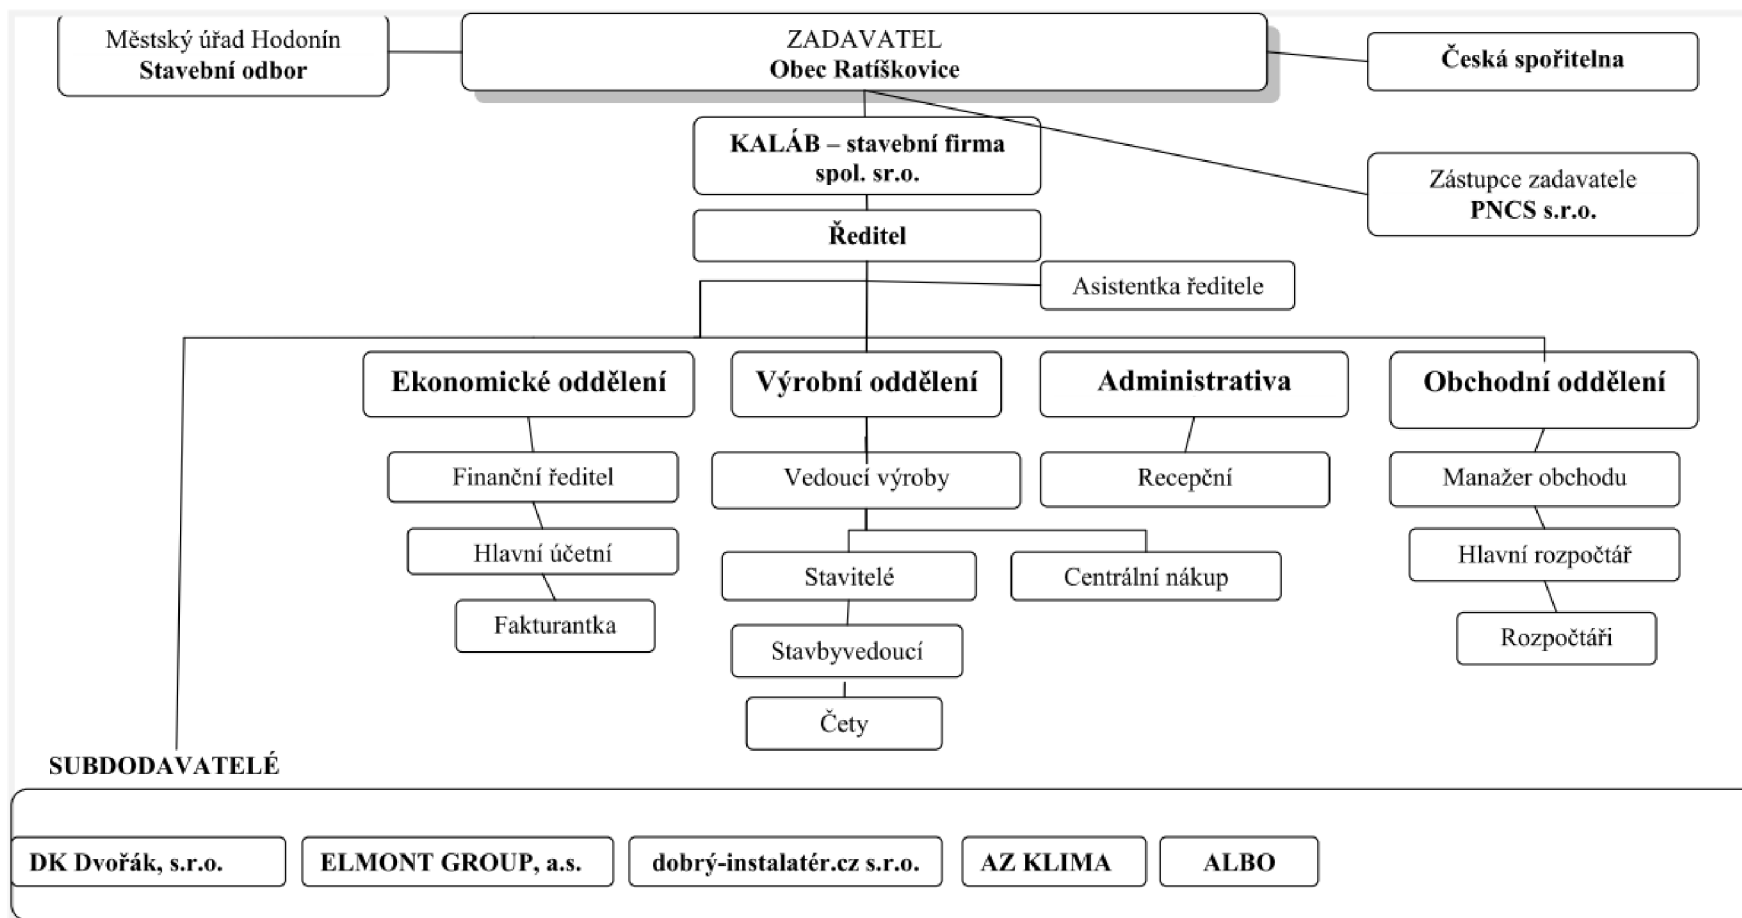 Městský úřad Hodonín
Stavební odbor
ZADAVATEL
Obec Ratíškovice
Česká spořitelna
KALÁB – stavební firma
spol. sr.o.
Zástupce zadavatele
PNCS s.r.o.
Ředitel
Asistentka ředitele
Ekonomické oddělení
Výrobní oddělení
Administrativa
Obchodní oddělení
Finanční ředitel
Vedoucí výroby
Recepční
Manažer obchodu
Hlavní účetní
Stavitelé
Centrální nákup
Hlavní rozpočtář
Fakturantka
Stavbyvedoucí
Rozpočtáři
Čety
SUBDODAVATELÉ
DK Dvořák, s.r.o.
ELMONT GROUP, a.s.
dobrý-instalatér.cz s.r.o.
AZ KLIMA
ALBO